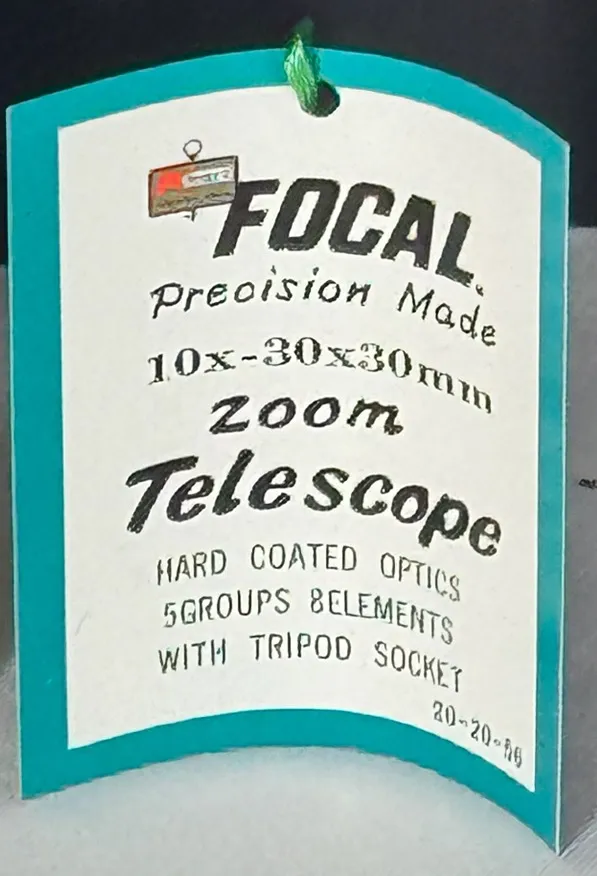 FOCAL.
Precision Made
10x-30x30mm
Zoom
Telescope
HARD COATED OPTICS
5GROUPS 8ELEMENTS
WITH TRIPOD SOCKET